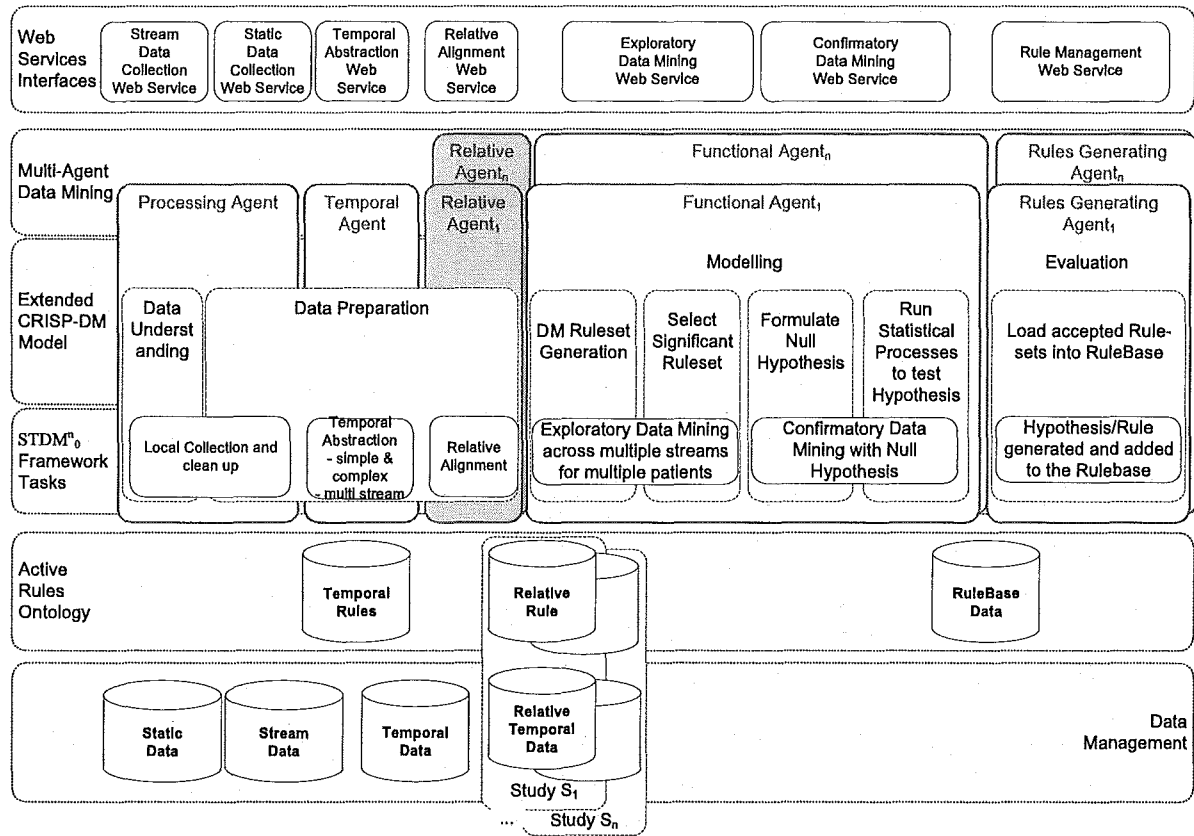 Web
Services
Interfaces
Stream
Data
Collection
Web Service
Static
Data
Collection
Web Service
Temporal
Abstraction
Web
Service
Relative
Alignment
Web
Service
Exploratory
Data Mining
Web Service
Confirmatory
Data Mining
Web Service
Rule Management
Web Service
Multi-Agent
Data Mining
Relative
Agentₙ
Functional Agentₙ
Rules Generating
Agentₙ
Processing Agent
Temporal
Agent
Relative
Agent₁
Functional Agent₁
Rules Generating
Agent₁
Modelling
Evaluation
Extended
CRISP-DM
Model
Data
Underst
anding
Data Preparation
DM Ruleset
Generation
Select
Significant
Ruleset
Formulate
Null
Hypothesis
Run
Statistical
Processes
to test
Hypothesis
Load accepted Rule-
sets into RuleBase
STDMⁿ₀
Framework
Tasks
Local Collection and
clean up
Temporal
Abstraction
- simple &
complex
- multi stream
Relative
Alignment
Exploratory Data Mining
across multiple streams
for multiple patients
Confirmatory Data
Mining with Null
Hypothesis
Hypothesis/Rule
generated and added
to the Rulebase
Active
Rules
Ontology
Temporal
Rules
Relative
Rule
RuleBase
Data
Static
Data
Stream
Data
Temporal
Data
Relative
Temporal
Data
Data
Management
Study S₁
... Study Sₙ